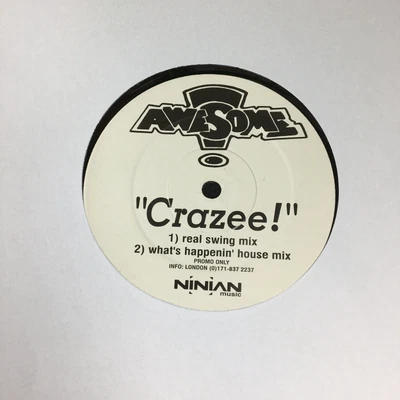 AWESOME
"Crazee!"
1) real swing mix
2) what's happenin' house mix
PROMO ONLY
INFO: LONDON (0)171-837 2237
NINIAN
music